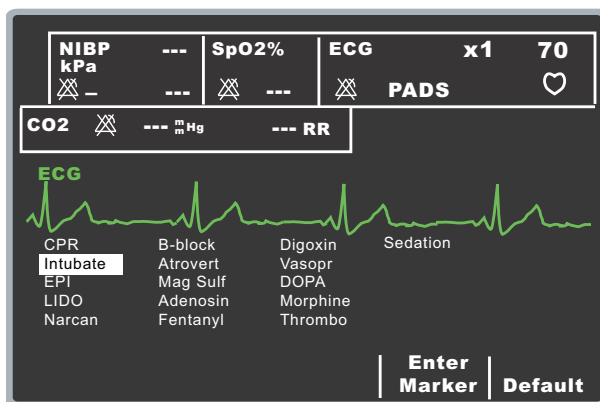 NIBP --- SpO2% ECG x1 70
kPa
– --- --- PADS
CO2 --- mmHg --- RR
ECG
CPR B-block Digoxin Sedation
Intubate Atrovert Vasopr
EPI Mag Sulf DOPA
LIDO Adenosin Morphine
Narcan Fentanyl Thrombo
Enter
Marker Default